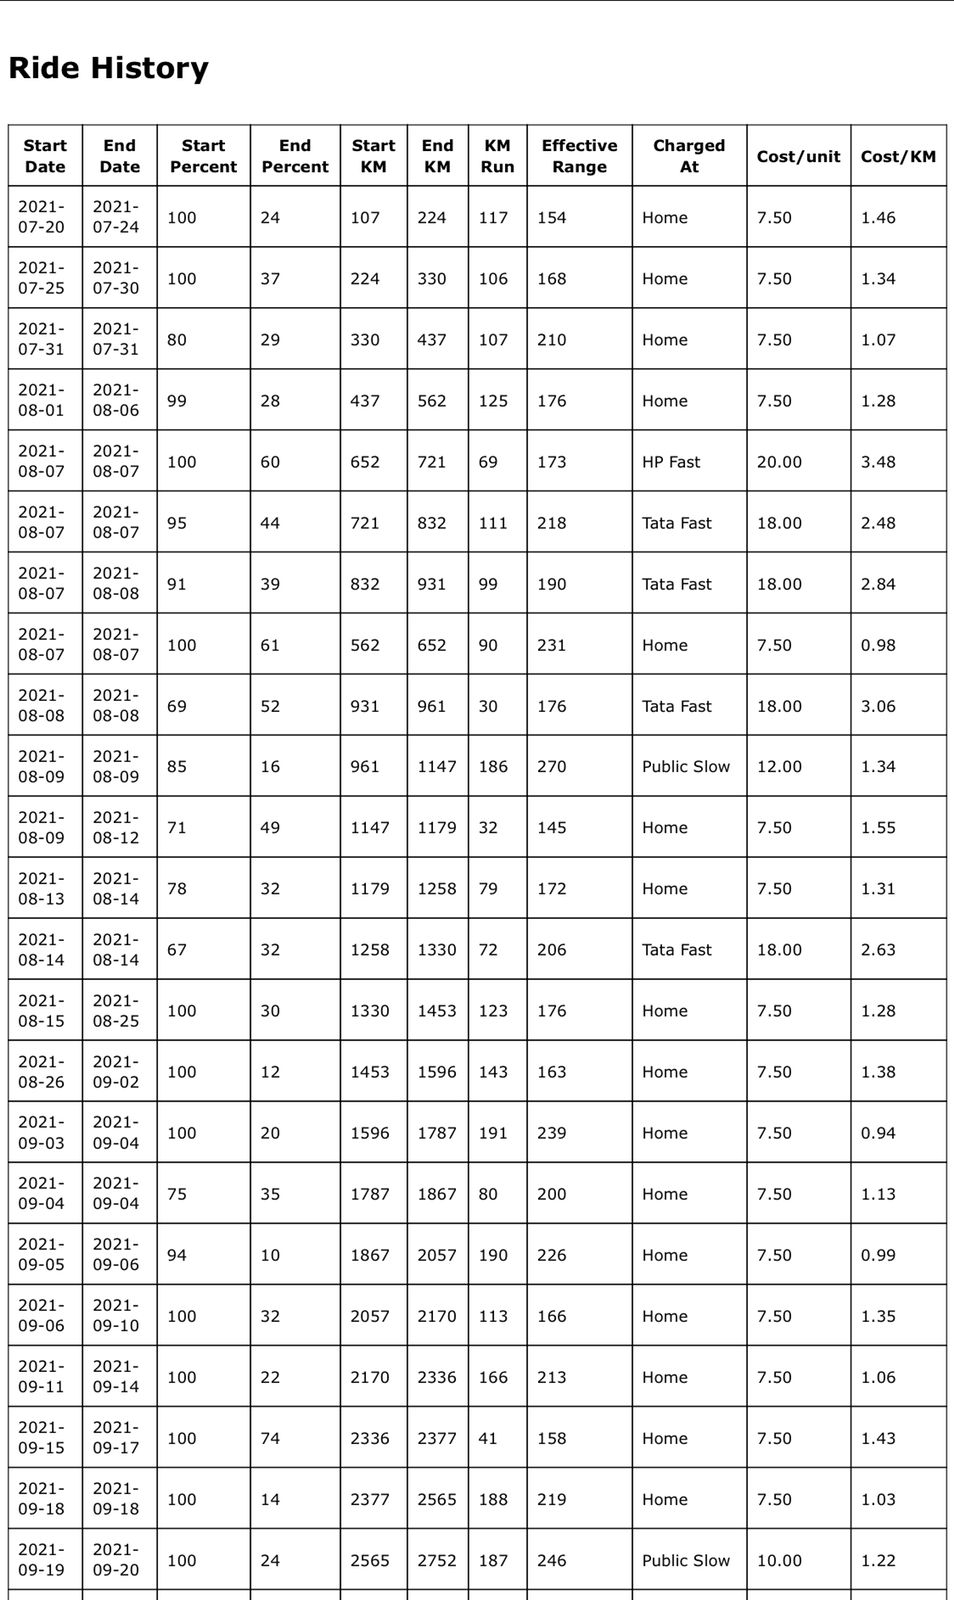 Ride History
Start Date | End Date | Start Percent | End Percent | Start KM | End KM | KM Run | Effective Range | Charged At | Cost/unit | Cost/KM
2021-07-20 | 2021-07-24 | 100 | 24 | 107 | 224 | 117 | 154 | Home | 7.50 | 1.46
2021-07-25 | 2021-07-30 | 100 | 37 | 224 | 330 | 106 | 168 | Home | 7.50 | 1.34
2021-07-31 | 2021-07-31 | 80 | 29 | 330 | 437 | 107 | 210 | Home | 7.50 | 1.07
2021-08-01 | 2021-08-06 | 99 | 28 | 437 | 562 | 125 | 176 | Home | 7.50 | 1.28
2021-08-07 | 2021-08-07 | 100 | 60 | 652 | 721 | 69 | 173 | HP Fast | 20.00 | 3.48
2021-08-07 | 2021-08-07 | 95 | 44 | 721 | 832 | 111 | 218 | Tata Fast | 18.00 | 2.48
2021-08-07 | 2021-08-08 | 91 | 39 | 832 | 931 | 99 | 190 | Tata Fast | 18.00 | 2.84
2021-08-07 | 2021-08-07 | 100 | 61 | 562 | 652 | 90 | 231 | Home | 7.50 | 0.98
2021-08-08 | 2021-08-08 | 69 | 52 | 931 | 961 | 30 | 176 | Tata Fast | 18.00 | 3.06
2021-08-09 | 2021-08-09 | 85 | 16 | 961 | 1147 | 186 | 270 | Public Slow | 12.00 | 1.34
2021-08-09 | 2021-08-12 | 71 | 49 | 1147 | 1179 | 32 | 145 | Home | 7.50 | 1.55
2021-08-13 | 2021-08-14 | 78 | 32 | 1179 | 1258 | 79 | 172 | Home | 7.50 | 1.31
2021-08-14 | 2021-08-14 | 67 | 32 | 1258 | 1330 | 72 | 206 | Tata Fast | 18.00 | 2.63
2021-08-15 | 2021-08-25 | 100 | 30 | 1330 | 1453 | 123 | 176 | Home | 7.50 | 1.28
2021-08-26 | 2021-09-02 | 100 | 12 | 1453 | 1596 | 143 | 163 | Home | 7.50 | 1.38
2021-09-03 | 2021-09-04 | 100 | 20 | 1596 | 1787 | 191 | 239 | Home | 7.50 | 0.94
2021-09-04 | 2021-09-04 | 75 | 35 | 1787 | 1867 | 80 | 200 | Home | 7.50 | 1.13
2021-09-05 | 2021-09-06 | 94 | 10 | 1867 | 2057 | 190 | 226 | Home | 7.50 | 0.99
2021-09-06 | 2021-09-10 | 100 | 32 | 2057 | 2170 | 113 | 166 | Home | 7.50 | 1.35
2021-09-11 | 2021-09-14 | 100 | 22 | 2170 | 2336 | 166 | 213 | Home | 7.50 | 1.06
2021-09-15 | 2021-09-17 | 100 | 74 | 2336 | 2377 | 41 | 158 | Home | 7.50 | 1.43
2021-09-18 | 2021-09-18 | 100 | 14 | 2377 | 2565 | 188 | 219 | Home | 7.50 | 1.03
2021-09-19 | 2021-09-20 | 100 | 24 | 2565 | 2752 | 187 | 246 | Public Slow | 10.00 | 1.22